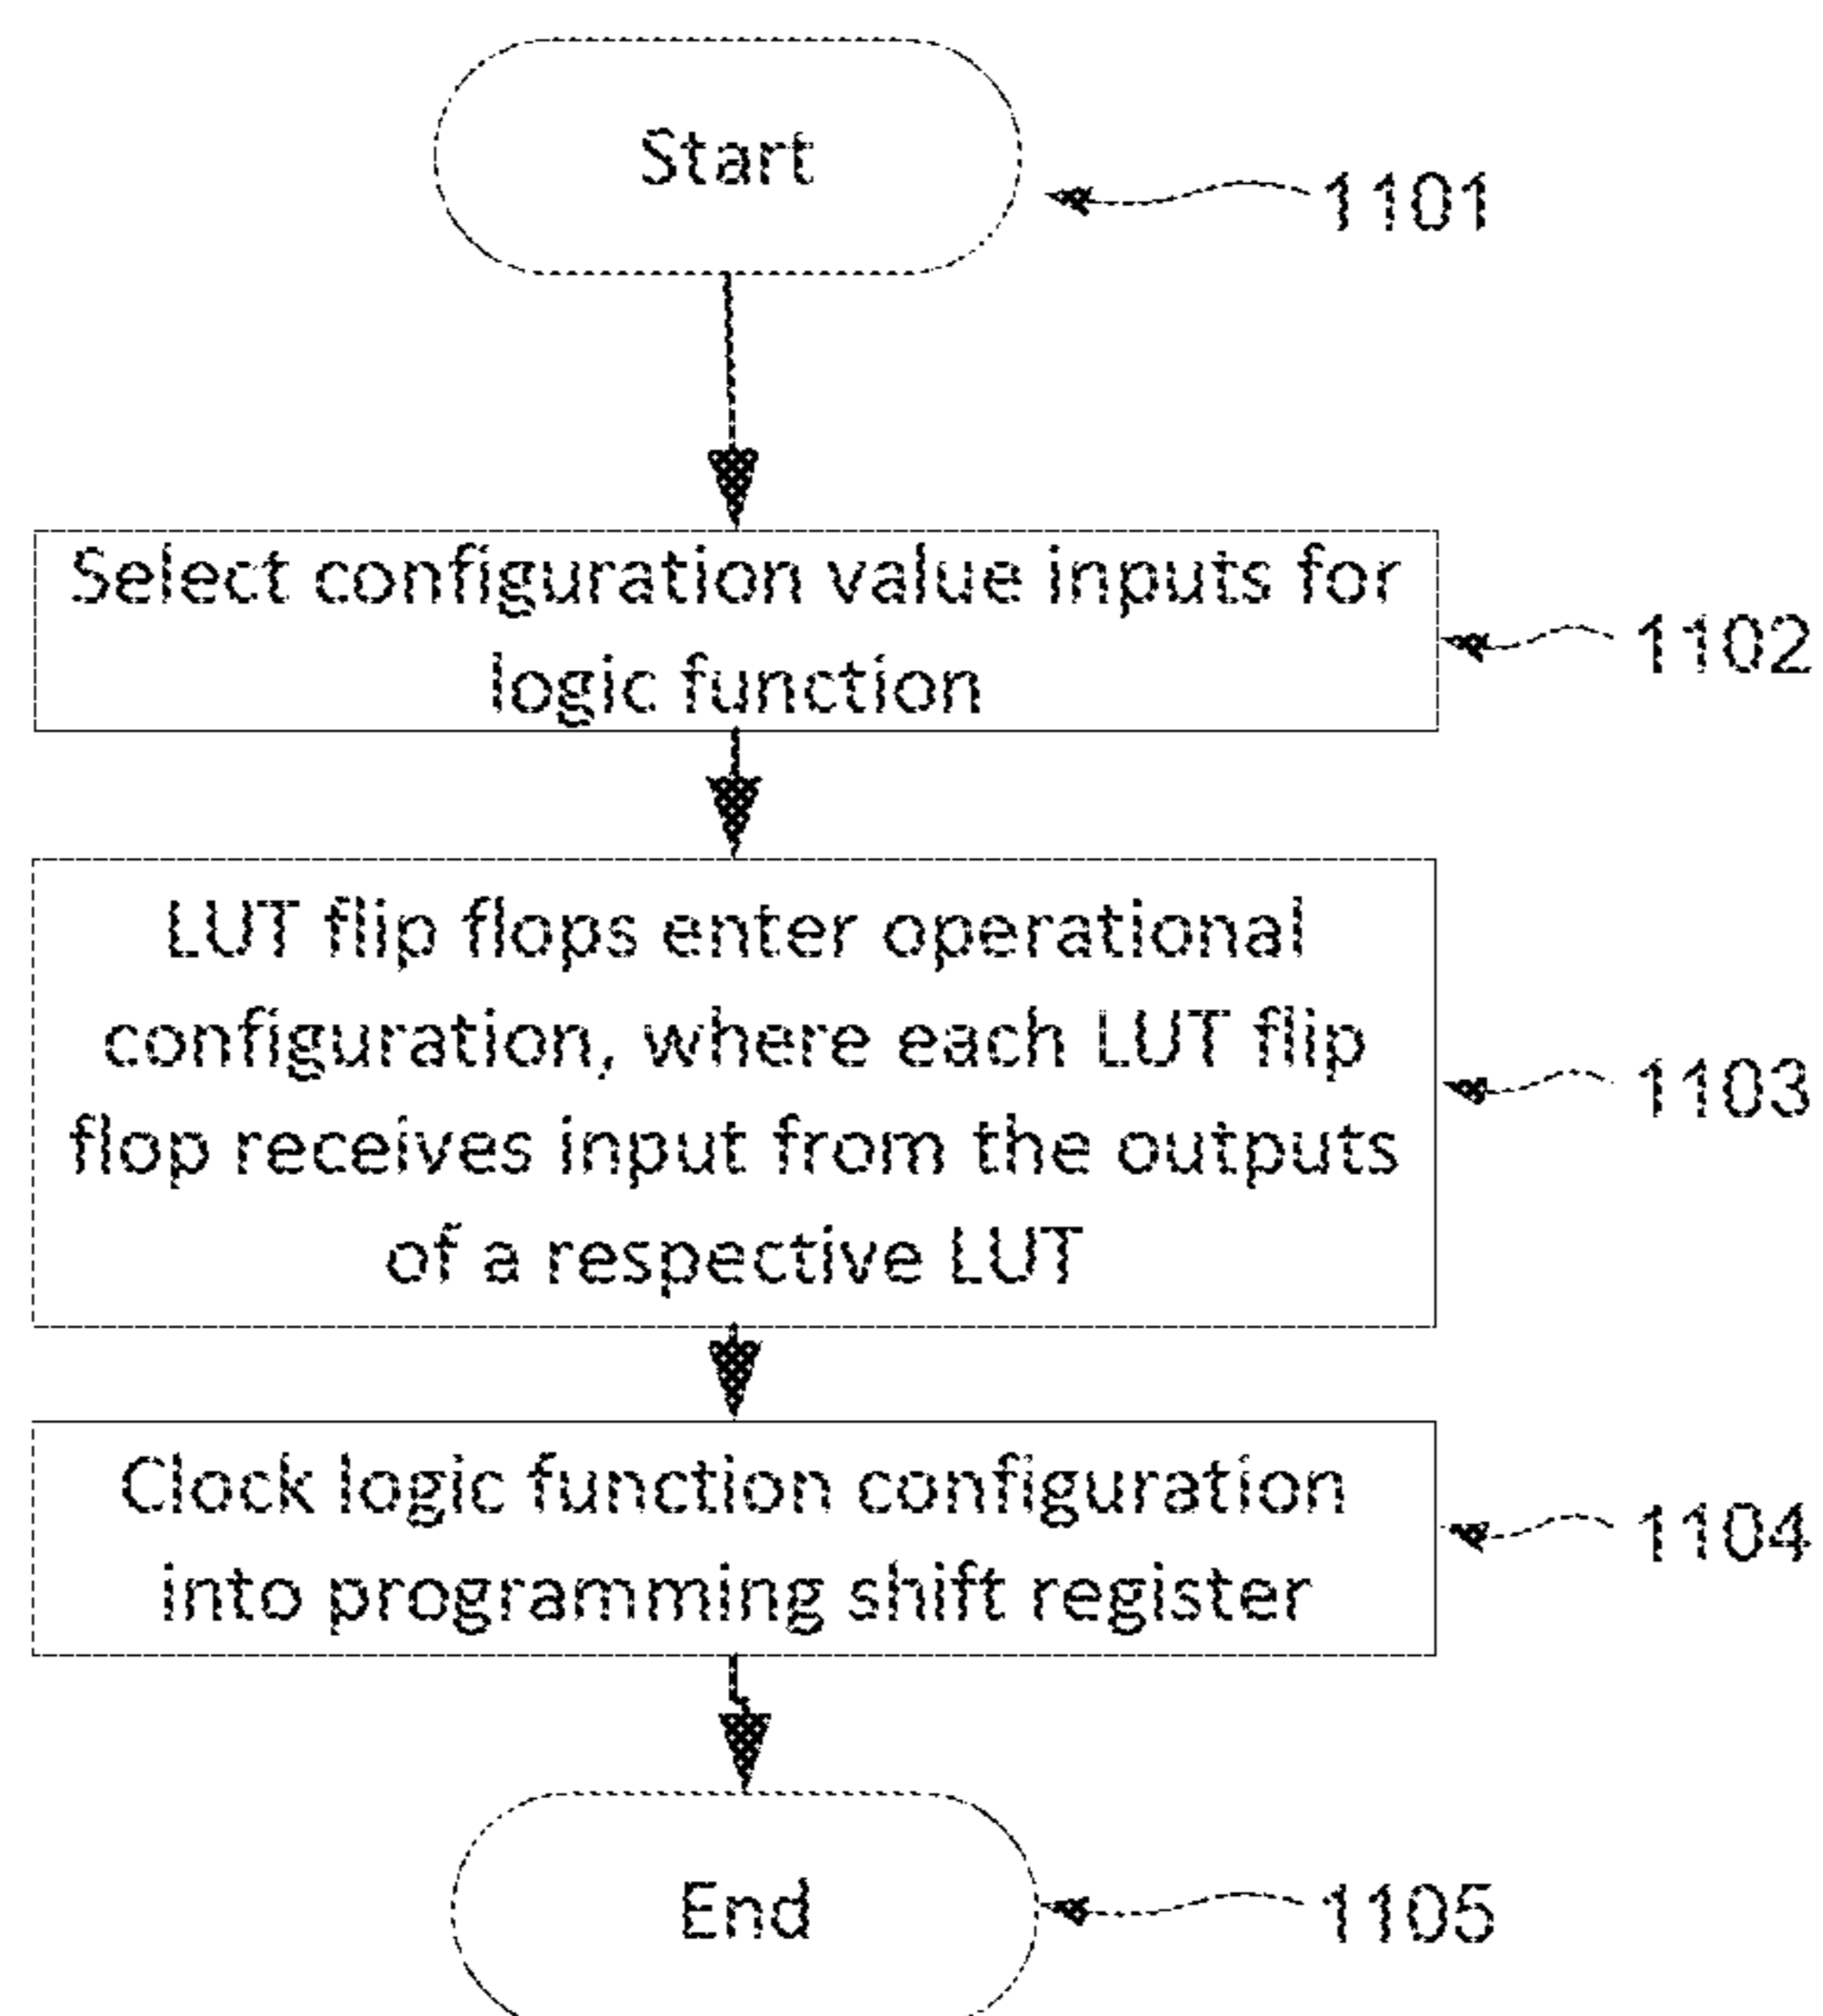 Start
1101
Select configuration value inputs for
logic function
1102
LUT flip flops enter operational
configuration, where each LUT flip
flop receives input from the outputs
of a respective LUT
1103
Clock logic function configuration
into programming shift register
1104
End
1105